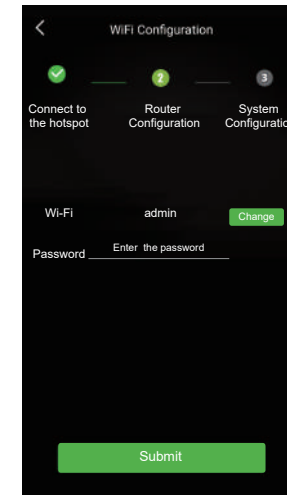 WiFi Configuration
2
3
Connect to
the hotspot
Router
Configuration
System
Configuratio
Wi-Fi
admin
Change
Password
Enter the password
Submit